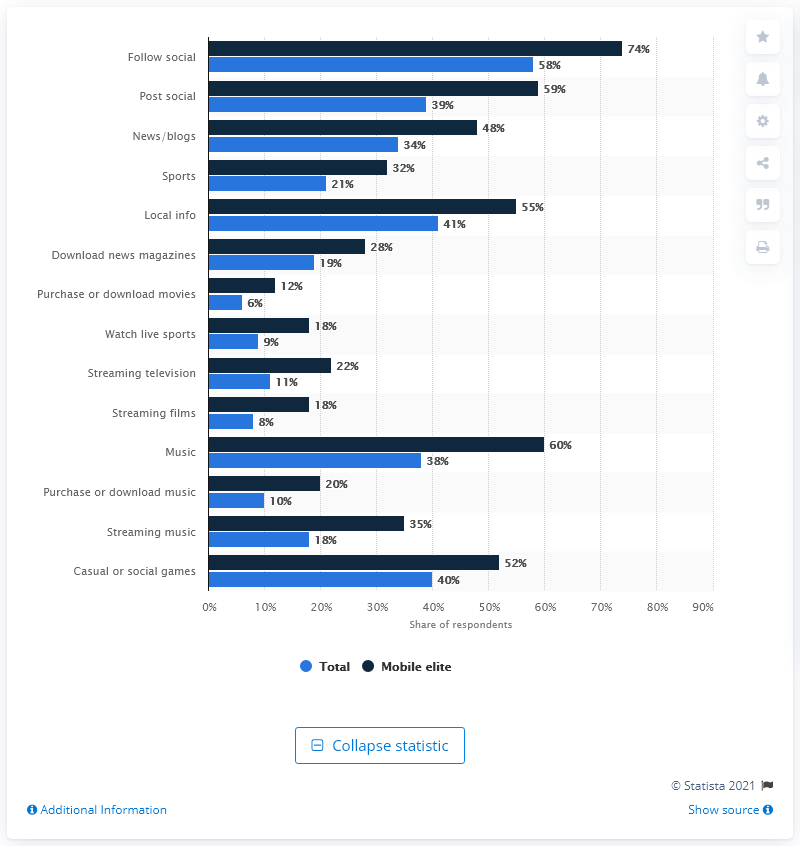 Follow social 74%
58%
Post social 59%
39%
News/blogs 48%
34%
Sports 32%
21%
Local info 55%
41%
Download news magazines 28%
19%
Purchase or download movies 12%
6%
Watch live sports 18%
9%
Streaming television 22%
11%
Streaming films 18%
8%
Music 60%
38%
Purchase or download music 20%
10%
Streaming music 35%
18%
Casual or social games 52%
40%
0% 10% 20% 30% 40% 50% 60% 70% 80% 90%
Share of respondents
Total Mobile elite
Collapse statistic
© Statista 2021
Additional Information Show source